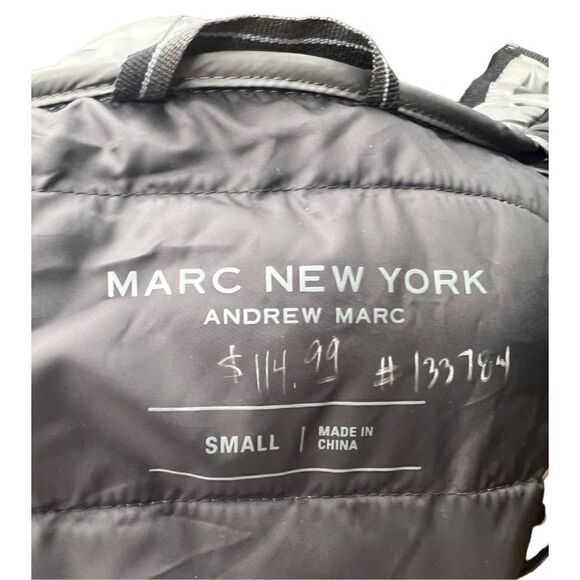 MARC NEW YORK
ANDREW MARC
$114.99 #133784
SMALL | MADE IN
CHINA